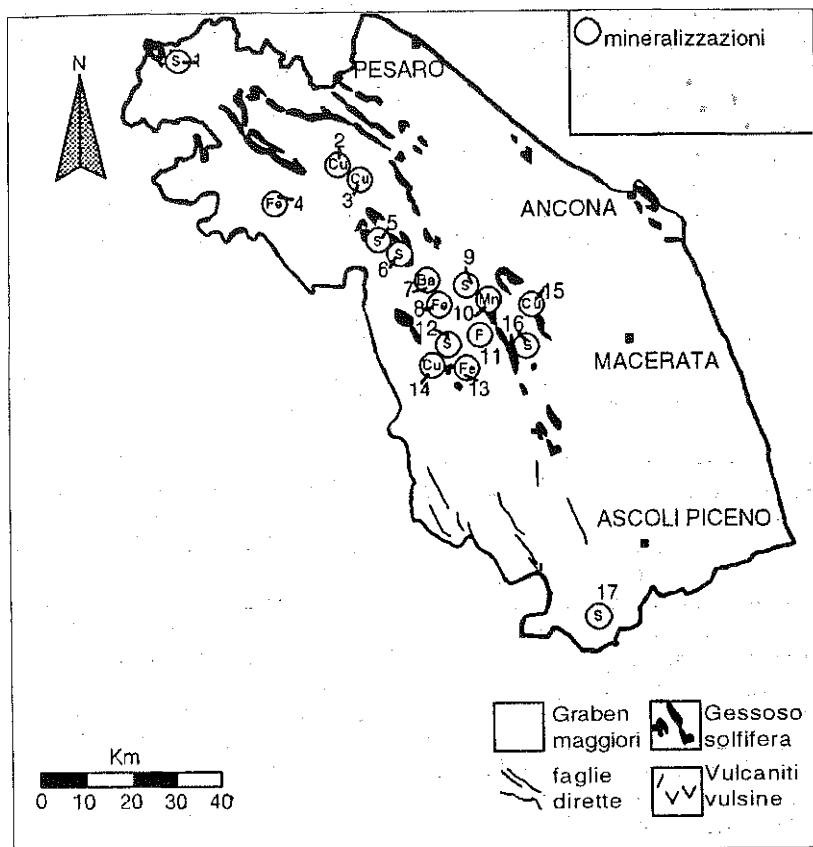 mineralizzazioni
N
PESARO
S 1
2
Cu
Cu
3
Fe 4
5
S
S
6
ANCONA
9
S
Ba
7
Mn
10
Cu 15
8 Fe
12
S
F
11
16
S
MACERATA
Cu
14
Fe
13
ASCOLI PICENO
17
S
Graben
maggiori
Gessoso
solfifera
faglie
dirette
Vulcaniti
vulsine
Km
0 10 20 30 40